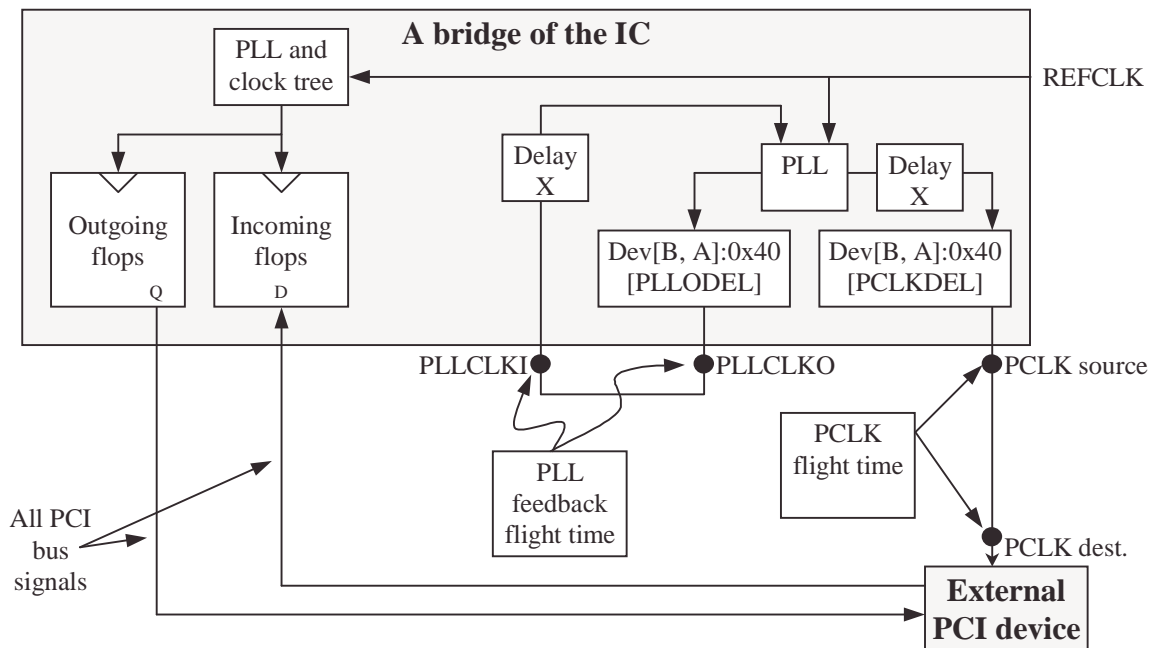 A bridge of the IC
PLL and
clock tree
REFCLK
Delay
X
PLL
Delay
X
Outgoing
flops
Q
Incoming
flops
D
Dev[B, A]:0x40
[PLLODEL]
Dev[B, A]:0x40
[PCLKDEL]
PLLCLKI
PLLCLKO
PCLK source
PCLK
flight time
PLL
feedback
flight time
All PCI
bus
signals
PCLK dest.
External
PCI device